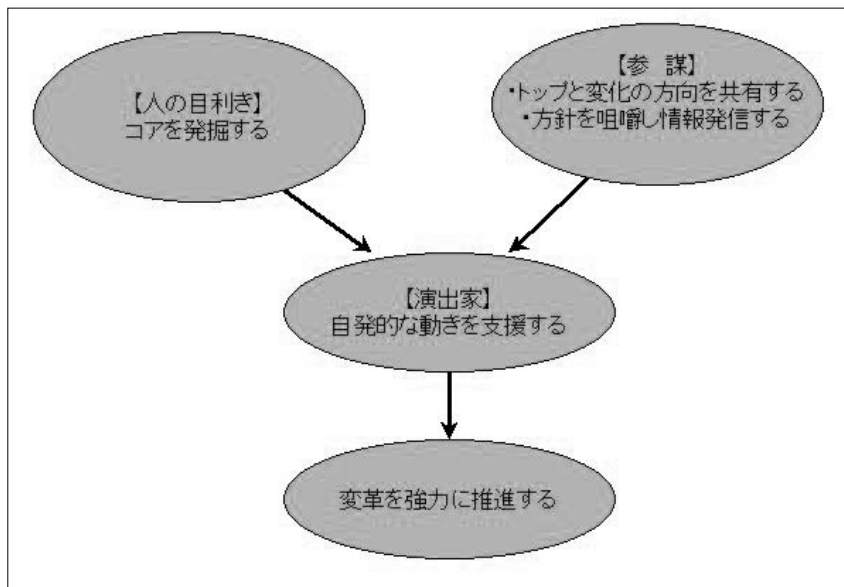 【人の目利き】
コアを発掘する
【参　謀】
・トップと変化の方向を共有する
・方針を咀嚼し情報発信する
【演出家】
自発的な動きを支援する
変革を強力に推進する